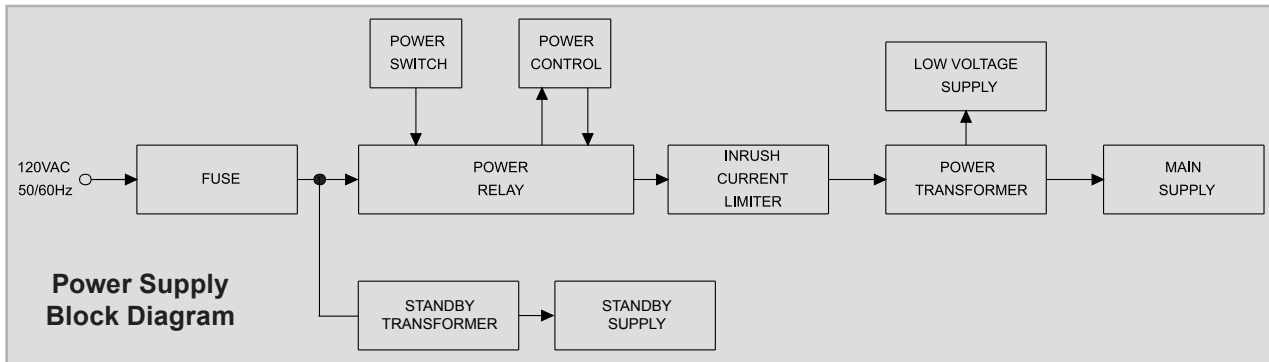 POWER
SWITCH
POWER
CONTROL
LOW VOLTAGE
SUPPLY
120VAC
50/60Hz
FUSE
POWER
RELAY
INRUSH
CURRENT
LIMITER
POWER
TRANSFORMER
MAIN
SUPPLY
Power Supply
Block Diagram
STANDBY
TRANSFORMER
STANDBY
SUPPLY